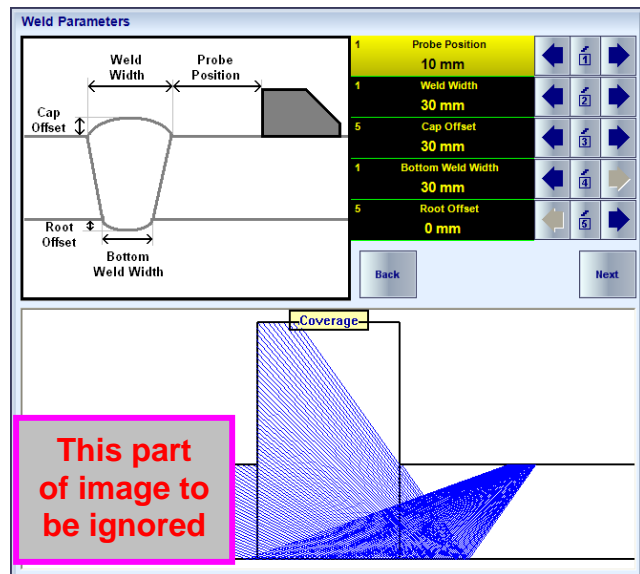 Weld Parameters
Weld
Width
Probe
Position
Cap
Offset
Root
Offset
Bottom
Weld Width
1 Probe Position
10 mm
1
1 Weld Width
30 mm
2
5 Cap Offset
30 mm
3
1 Bottom Weld Width
30 mm
4
5 Root Offset
0 mm
5
Back
Next
Coverage
This part
of image to
be ignored